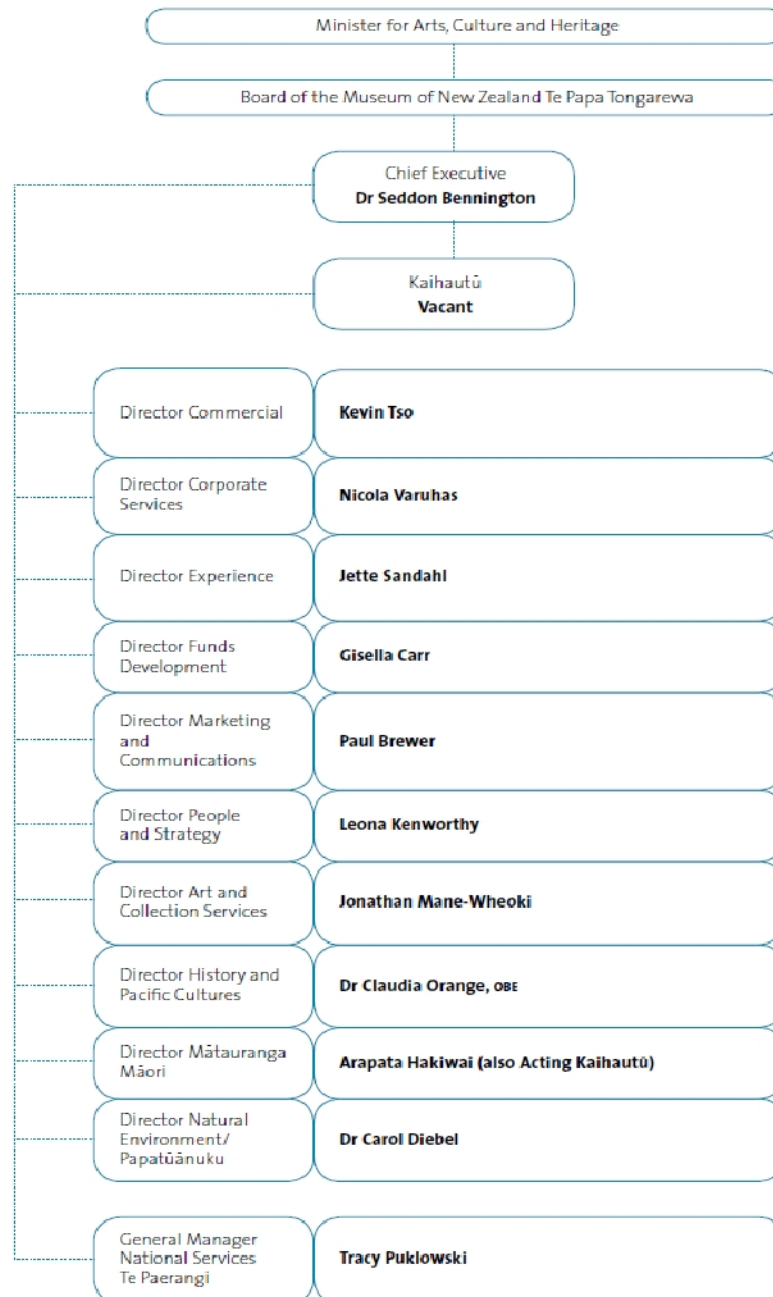 Minister for Arts, Culture and Heritage
Board of the Museum of New Zealand Te Papa Tongarewa
Chief Executive
Dr Seddon Bennington
Kaihautū
Vacant
Director Commercial
Kevin Tso
Director Corporate
Services
Nicola Varuhas
Director Experience
Jette Sandahl
Director Funds
Development
Gisella Carr
Director Marketing
and
Communications
Paul Brewer
Director People
and Strategy
Leona Kenworthy
Director Art and
Collection Services
Jonathan Mane-Wheoki
Director History and
Pacific Cultures
Dr Claudia Orange, OBE
Director Mātauranga
Māori
Arapata Hakiwai (also Acting Kaihautū)
Director Natural
Environment/
Papatūānuku
Dr Carol Diebel
General Manager
National Services
Te Paerangi
Tracy Puklowski